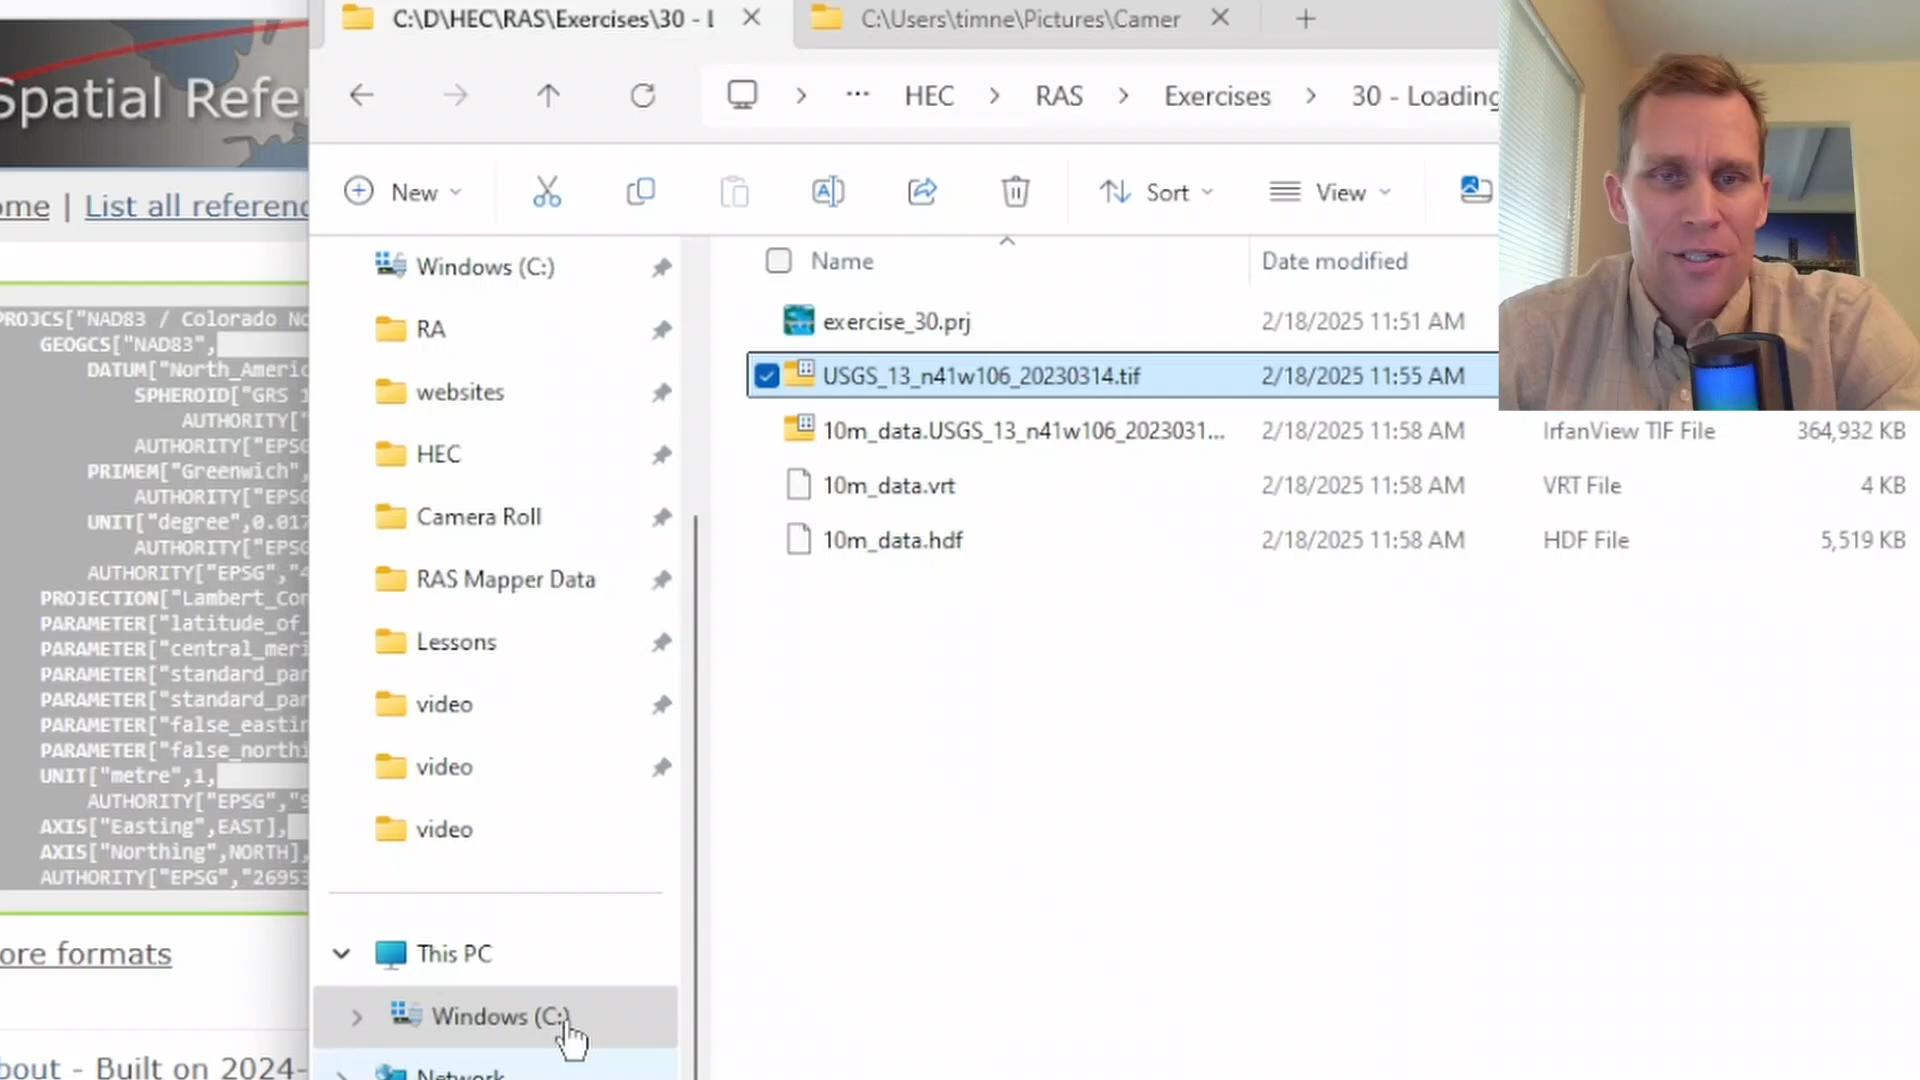 C:\D\HEC\RAS\Exercises\30 - L
C:\Users\timne\Pictures\Camer
HEC > RAS > Exercises > 30 - Loading
New
Sort
View
Spatial Refer
ome | List all referenc
PROJCS["NAD83 / Colorado No
GEOGCS["NAD83",
DATUM["North_Americ
SPHEROID["GRS 1
AUTHORITY["
AUTHORITY["EPSG
PRIMEM["Greenwich",
AUTHORITY["EPSG
UNIT["degree",0.017
AUTHORITY["EPSG
AUTHORITY["EPSG","4
PROJECTION["Lambert_Con
PARAMETER["latitude_of_
PARAMETER["central_meri
PARAMETER["standard_par
PARAMETER["standard_par
PARAMETER["false_eastin
PARAMETER["false_northi
UNIT["metre",1,
AUTHORITY["EPSG","9
AXIS["Easting",EAST],
AXIS["Northing",NORTH],
AUTHORITY["EPSG","26953
ore formats
bout - Built on 2024-
Windows (C:)
RA
websites
HEC
Camera Roll
RAS Mapper Data
Lessons
video
video
video
This PC
Windows (C:)
Network
Name
Date modified
exercise_30.prj 2/18/2025 11:51 AM
USGS_13_n41w106_20230314.tif 2/18/2025 11:55 AM
10m_data.USGS_13_n41w106_2023031... 2/18/2025 11:58 AM IrfanView TIF File 364,932 KB
10m_data.vrt 2/18/2025 11:58 AM VRT File 4 KB
10m_data.hdf 2/18/2025 11:58 AM HDF File 5,519 KB